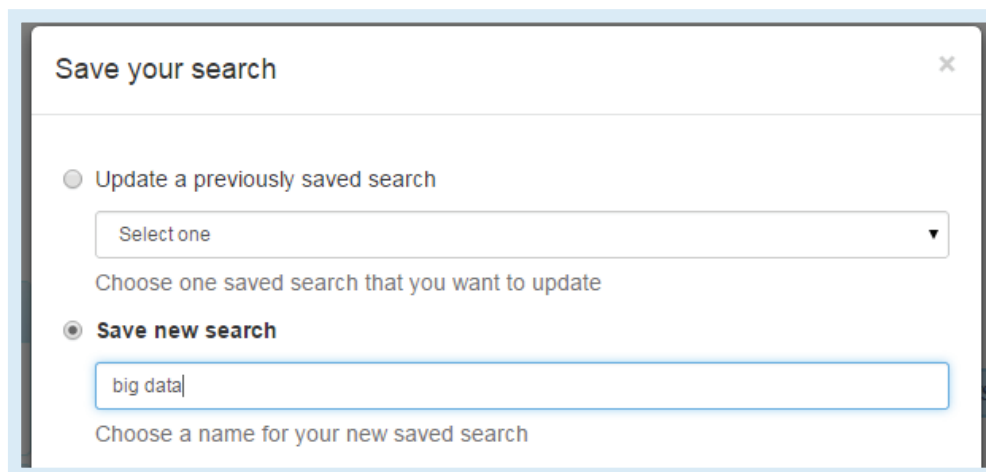 Save your search
×
Update a previously saved search
Select one
Choose one saved search that you want to update
Save new search
big data
Choose a name for your new saved search